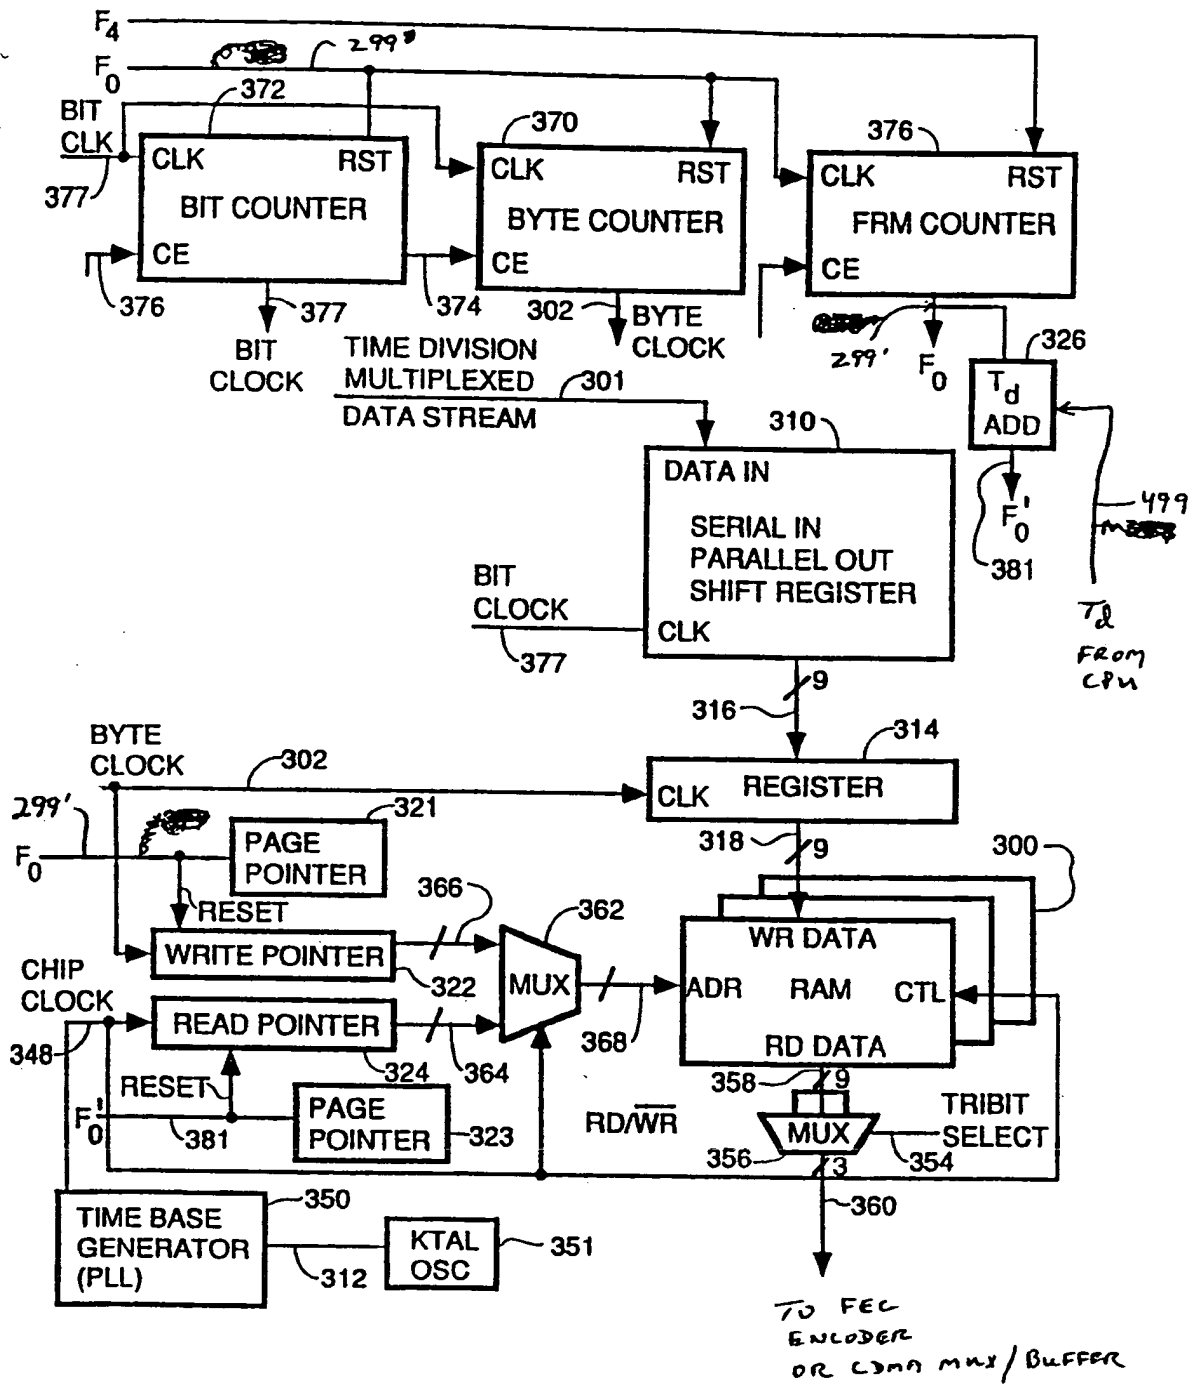 F4
F0
299'
372
BIT
CLK
377
CLK
RST
BIT COUNTER
CE
376
377
BIT
CLOCK
370
CLK
RST
BYTE COUNTER
CE
374
302
BYTE
CLOCK
376
CLK
RST
FRM COUNTER
CE
299'
F0
326
Td
ADD
F0'
381
499
Td
FROM
CPU
TIME DIVISION
MULTIPLEXED
DATA STREAM
301
310
DATA IN
SERIAL IN
PARALLEL OUT
SHIFT REGISTER
CLK
BIT
CLOCK
377
9
316
314
REGISTER
CLK
BYTE
CLOCK
302
299'
F0
321
PAGE
POINTER
RESET
WRITE POINTER
322
366
362
MUX
CHIP
CLOCK
348
READ POINTER
324
364
RESET
F0'
381
PAGE
POINTER
323
368
318
9
300
WR DATA
ADR
RAM
CTL
RD DATA
358
9
RD/WR
MUX
356
TRIBIT
SELECT
354
3
360
350
TIME BASE
GENERATOR
(PLL)
312
KTAL
OSC
351
TO FEC
ENCODER
OR CDMA MUX/BUFFER